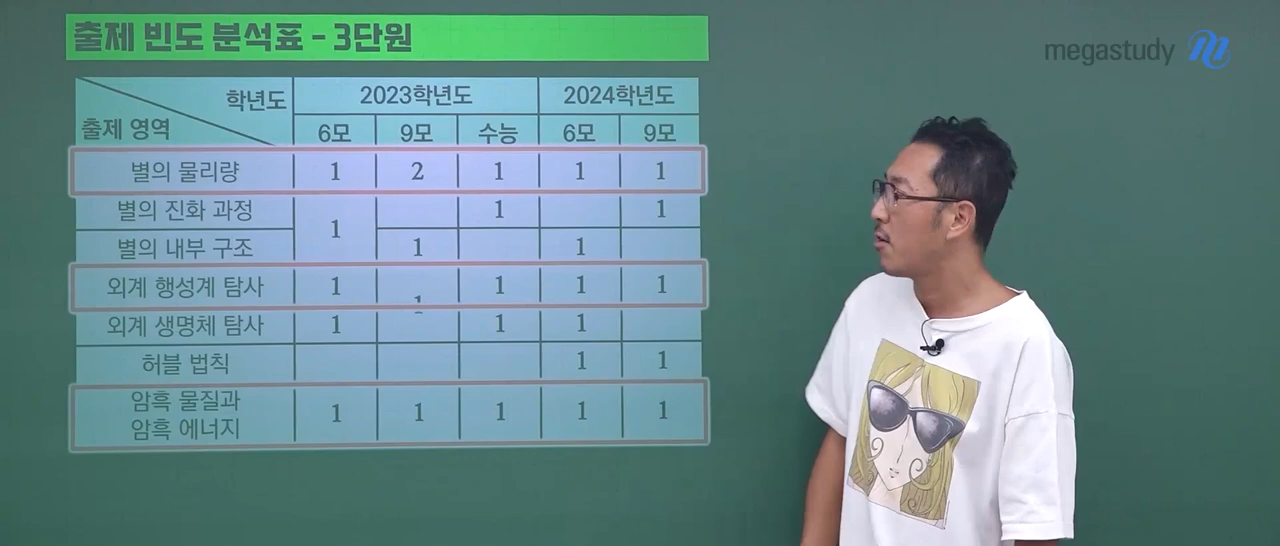 출제 빈도 분석표 - 3단원
megastudy
학년도 2023학년도 2024학년도
출제 영역 6모 9모 수능 6모 9모
별의 물리량 1 2 1 1 1
별의 진화 과정 1 1 1
별의 내부 구조 1 1
외계 행성계 탐사 1 1 1 1 1
외계 생명체 탐사 1 1 1
허블 법칙 1 1
암흑 물질과
암흑 에너지 1 1 1 1 1